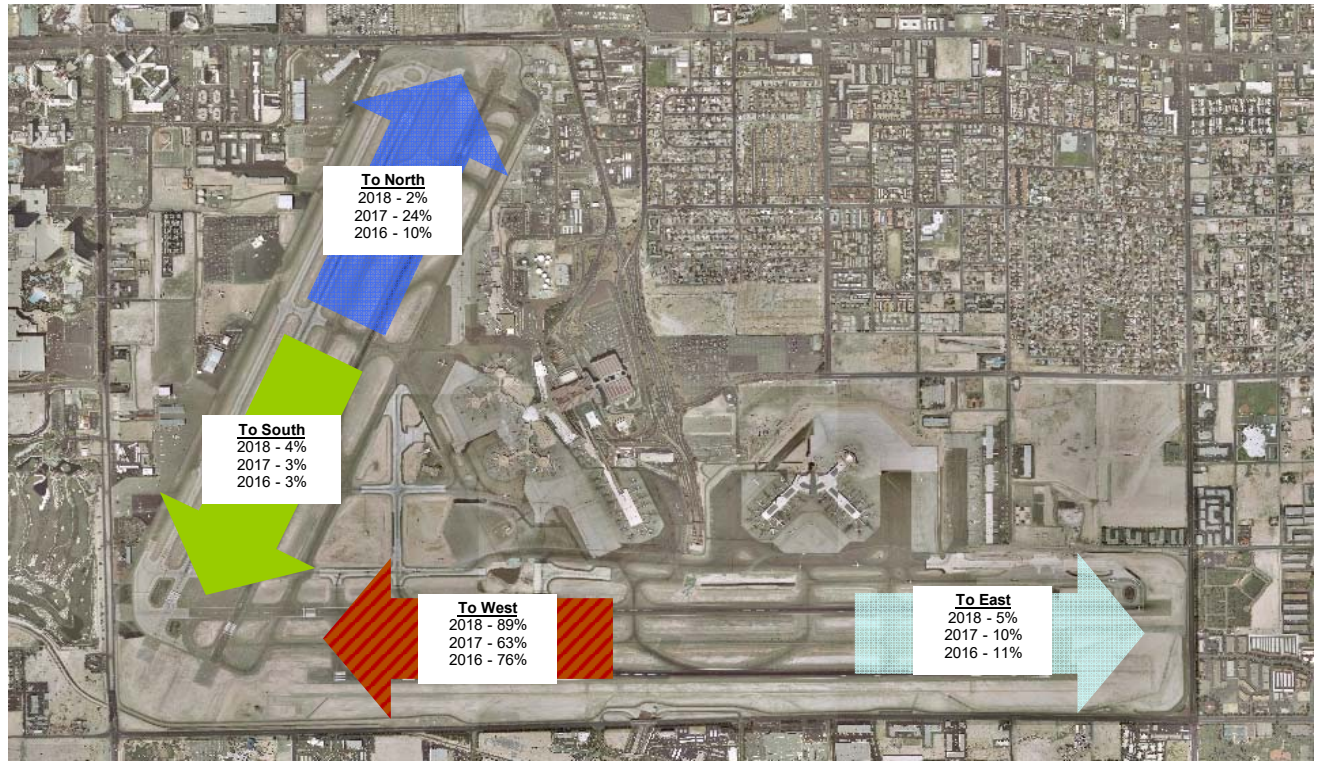 To North
2018 - 2%
2017 - 24%
2016 - 10%
To South
2018 - 4%
2017 - 3%
2016 - 3%
To West
2018 - 89%
2017 - 63%
2016 - 76%
To East
2018 - 5%
2017 - 10%
2016 - 11%